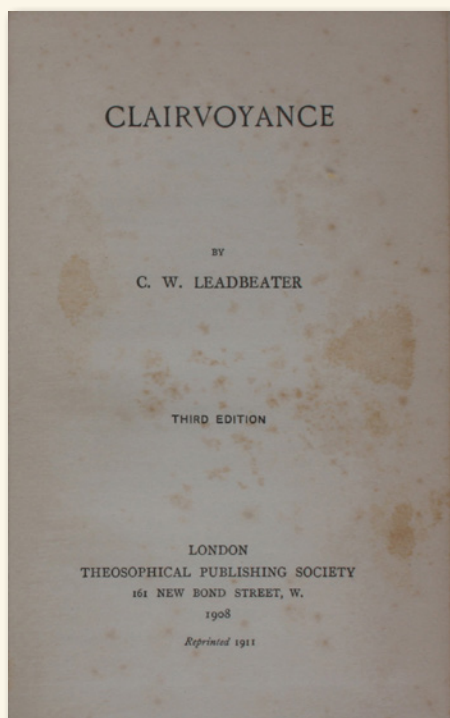 CLAIRVOYANCE
BY
C. W. LEADBEATER
THIRD EDITION
LONDON
THEOSOPHICAL PUBLISHING SOCIETY
161 NEW BOND STREET, W.
1908
Reprinted 1911